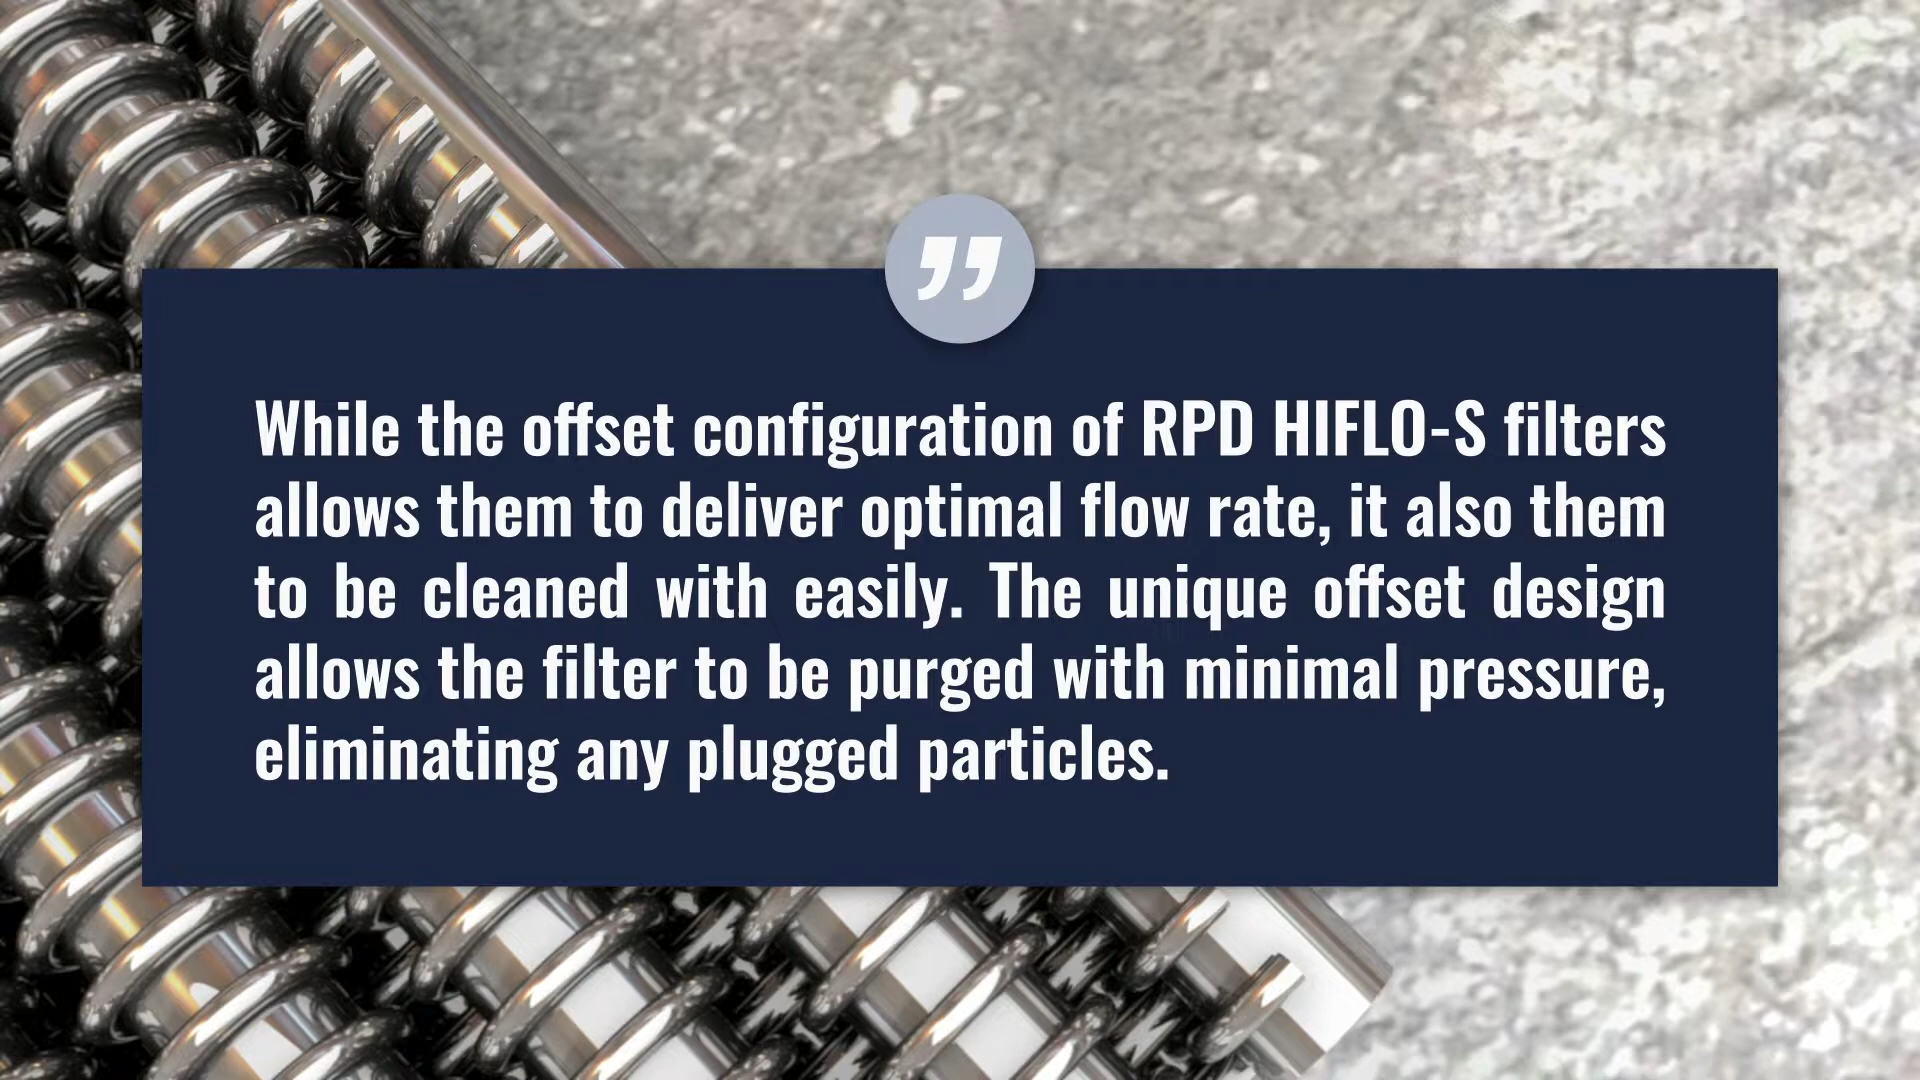 ”
While the offset configuration of RPD HIFLO-S filters
allows them to deliver optimal flow rate, it also them
to be cleaned with easily. The unique offset design
allows the filter to be purged with minimal pressure,
eliminating any plugged particles.